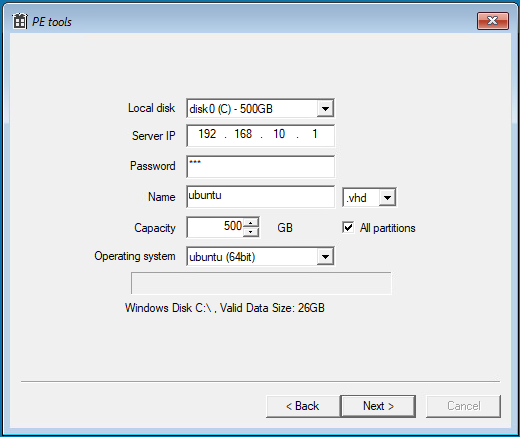 PE tools
Local disk disk0 (C) - 500GB
Server IP 192 . 168 . 10 . 1
Password ***
Name ubuntu .vhd
Capacity 500 GB All partitions
Operating system ubuntu (64bit)
Windows Disk C:\ , Valid Data Size: 26GB
< Back Next > Cancel